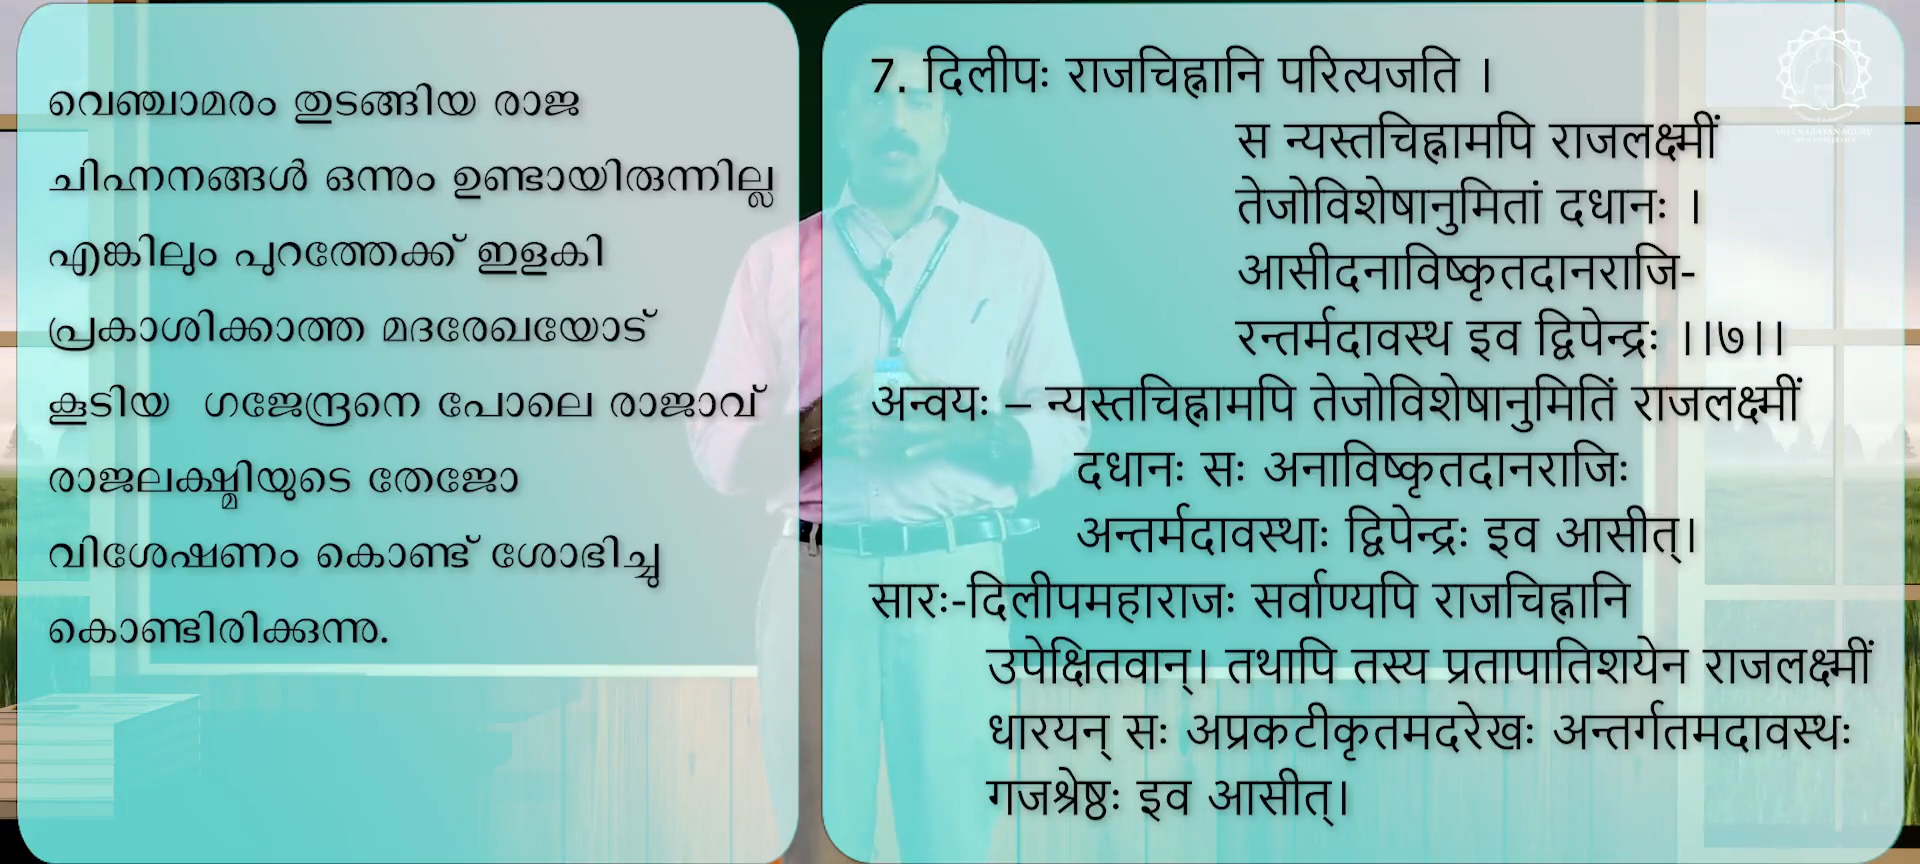 വെഞ്ചാമരം തുടങ്ങിയ രാജ
ചിഹ്നനങ്ങൾ ഒന്നും ഉണ്ടായിരുന്നില്ല
എങ്കിലും പുറത്തേക്ക് ഇളകി
പ്രകാശിക്കാത്ത മദരേഖയോട്
കൂടിയ ഗജേന്ദ്രനെ പോലെ രാജാവ്
രാജലക്ഷ്മിയുടെ തേജോ
വിശേഷണം കൊണ്ട് ശോഭിച്ചു
കൊണ്ടിരിക്കുന്നു.
7. दिलीपः राजचिह्नानि परित्यजति ।
स न्यस्तचिह्नामपि राजलक्ष्मीं
तेजोविशेषानुमितां दधानः ।
आसीदनाविष्कृतदानराजि-
रन्तर्मदावस्थ इव द्विपेन्द्रः ।।७।।
अन्वयः – न्यस्तचिह्नामपि तेजोविशेषानुमितिं राजलक्ष्मीं
दधानः सः अनाविष्कृतदानराजिः
अन्तर्मदावस्थाः द्विपेन्द्रः इव आसीत्।
सारः-दिलीपमहाराजः सर्वाण्यपि राजचिह्नानि
उपेक्षितवान्। तथापि तस्य प्रतापातिशयेन राजलक्ष्मीं
धारयन् सः अप्रकटीकृतमदरेखः अन्तर्गतमदावस्थः
गजश्रेष्ठः इव आसीत्।